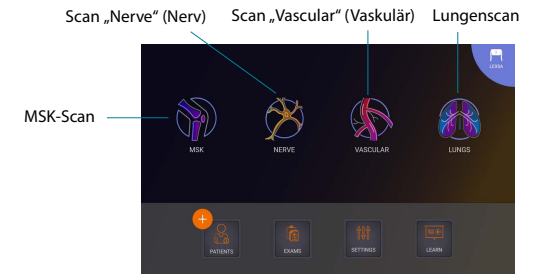 Scan „Nerve“ (Nerv)
Scan „Vascular“ (Vaskulär)
Lungenscan
LEXSA
MSK-Scan
MSK
NERVE
VASCULAR
LUNGS
PATIENTS
EXAMS
SETTINGS
LEARN